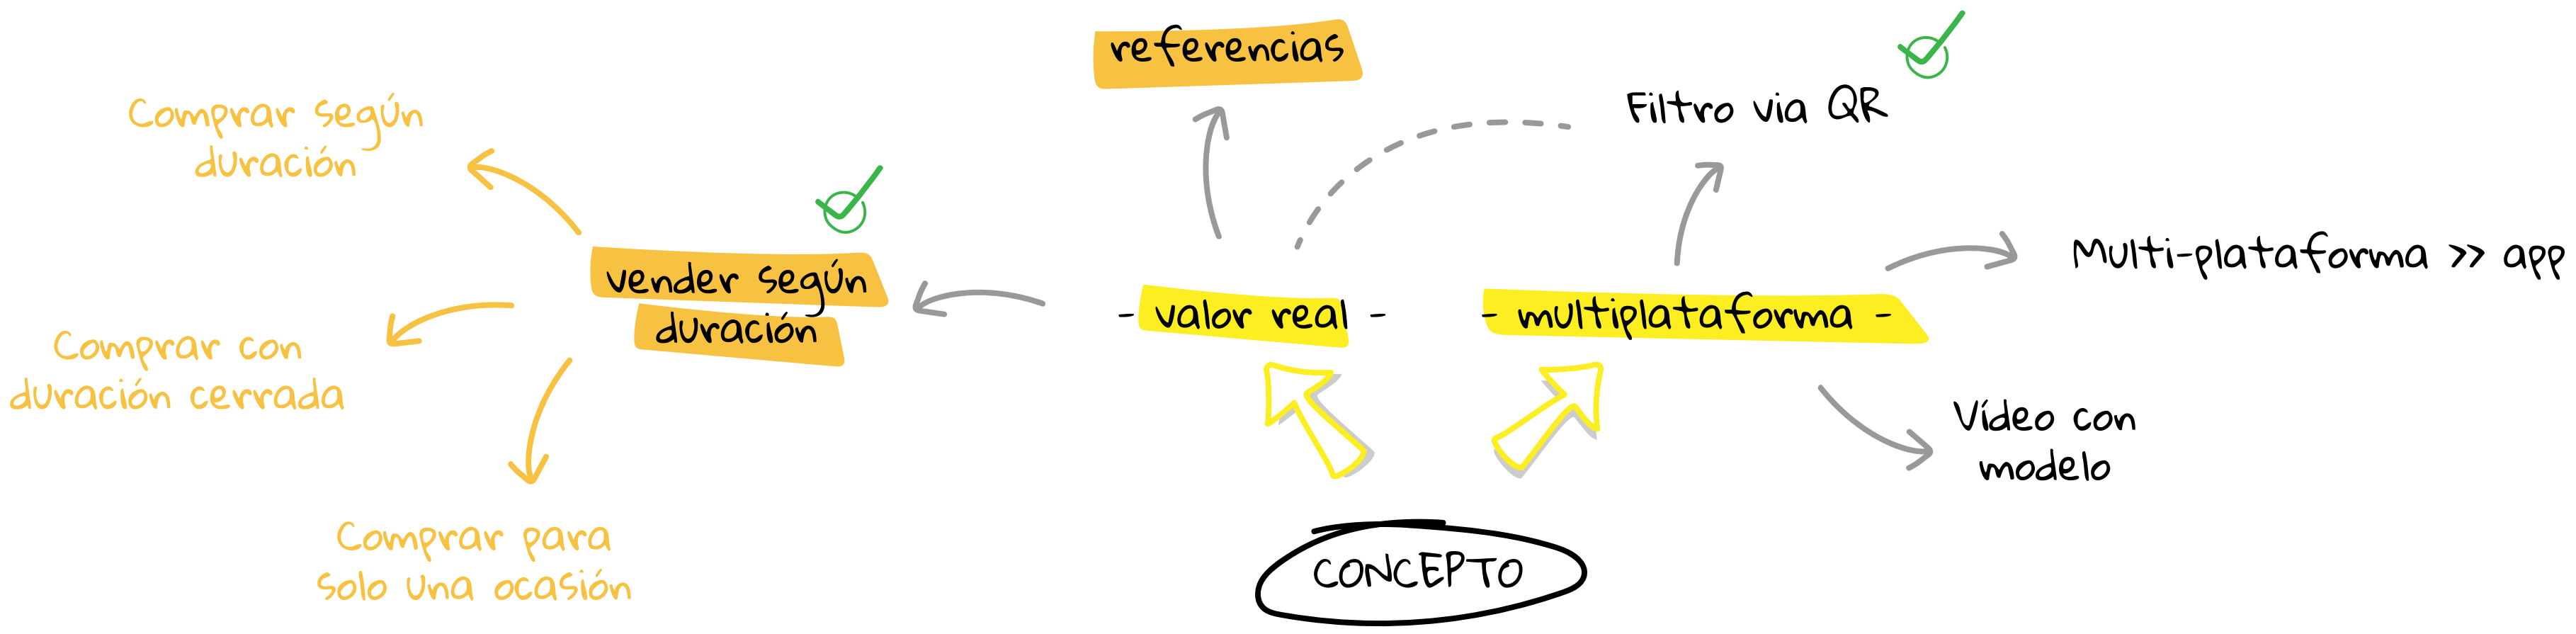 referencias
Filtro via QR
Comprar según
duración
Multi-plataforma >> app
vender según
duración
- valor real -
- multiplataforma -
Comprar con
duración cerrada
Vídeo con
modelo
Comprar para
solo una ocasión
CONCEPTO